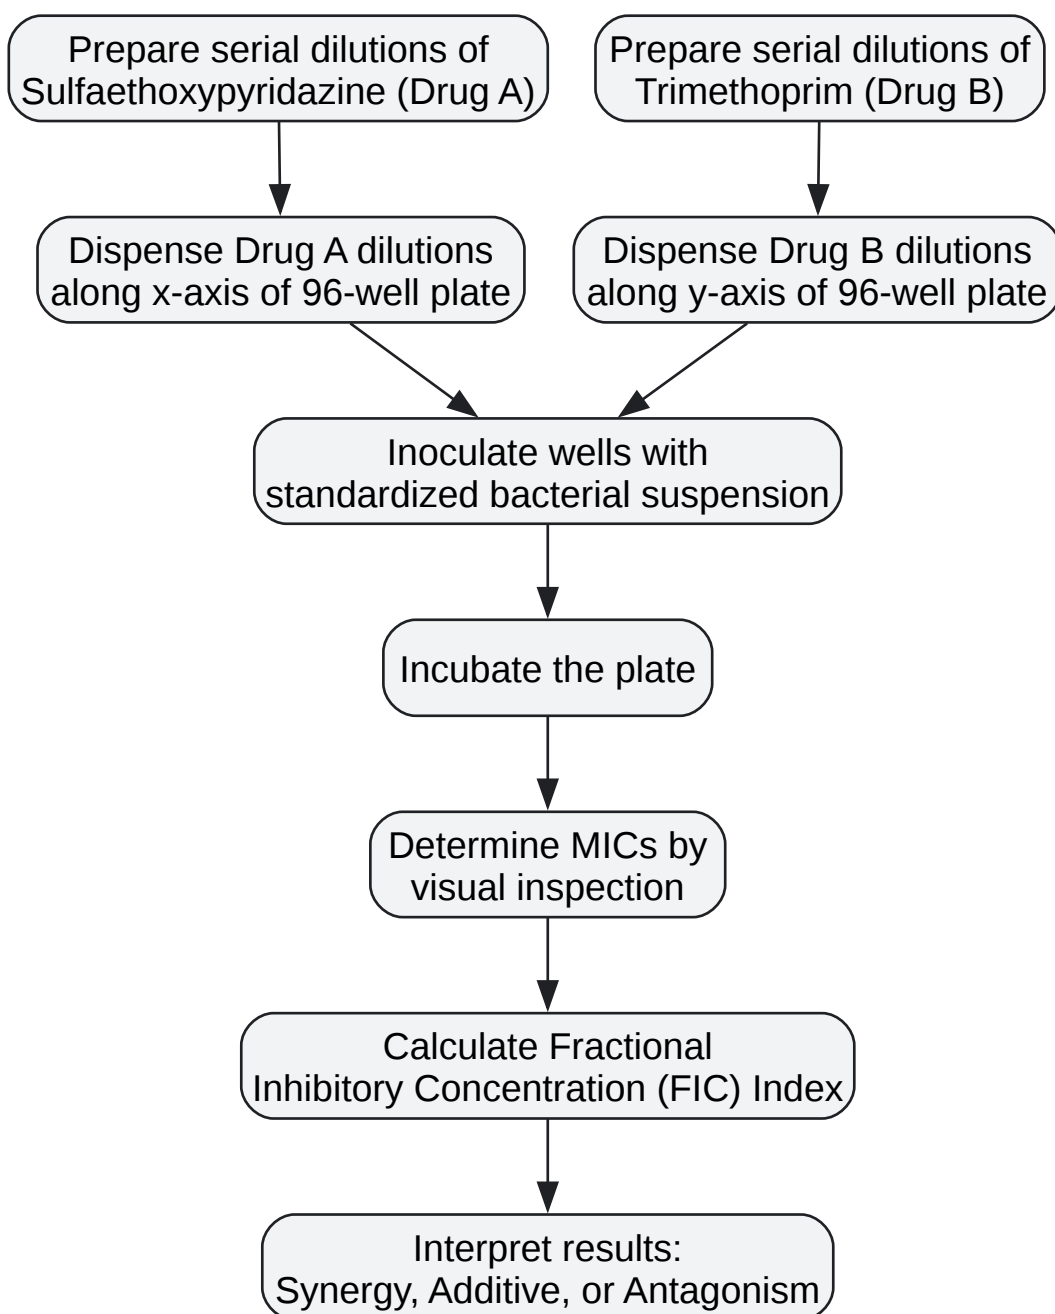 Prepare serial dilutions of
Sulfaethoxypyridazine (Drug A)
Prepare serial dilutions of
Trimethoprim (Drug B)
Dispense Drug A dilutions
along x-axis of 96-well plate
Dispense Drug B dilutions
along y-axis of 96-well plate
Inoculate wells with
standardized bacterial suspension
Incubate the plate
Determine MICs by
visual inspection
Calculate Fractional
Inhibitory Concentration (FIC) Index
Interpret results:
Synergy, Additive, or Antagonism